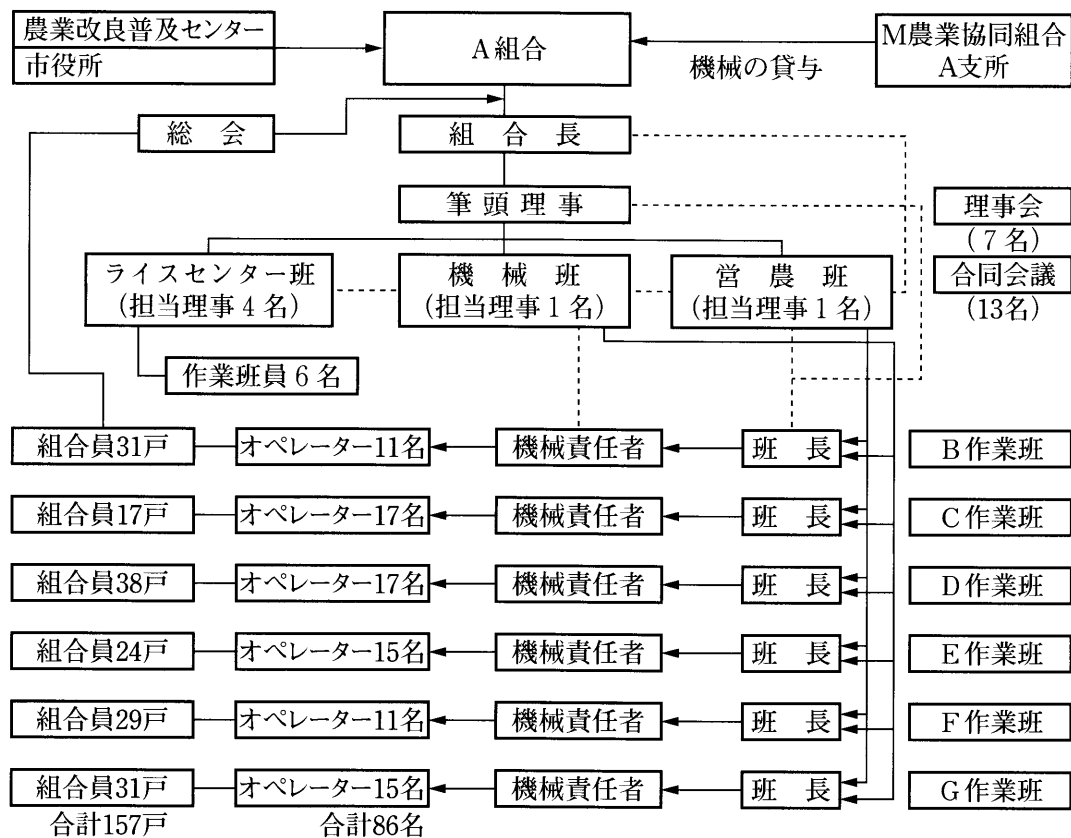 農業改良普及センター
市役所
A組合
M農業協同組合
A支所
機械の貸与
総会
組合長
筆頭理事
理事会
(7名)
合同会議
(13名)
ライスセンター班
(担当理事4名)
機械班
(担当理事1名)
営農班
(担当理事1名)
作業班員6名
組合員31戸 オペレーター11名 機械責任者 班長 B作業班
組合員17戸 オペレーター17名 機械責任者 班長 C作業班
組合員38戸 オペレーター17名 機械責任者 班長 D作業班
組合員24戸 オペレーター15名 機械責任者 班長 E作業班
組合員29戸 オペレーター11名 機械責任者 班長 F作業班
組合員31戸 オペレーター15名 機械責任者 班長 G作業班
合計157戸 合計86名